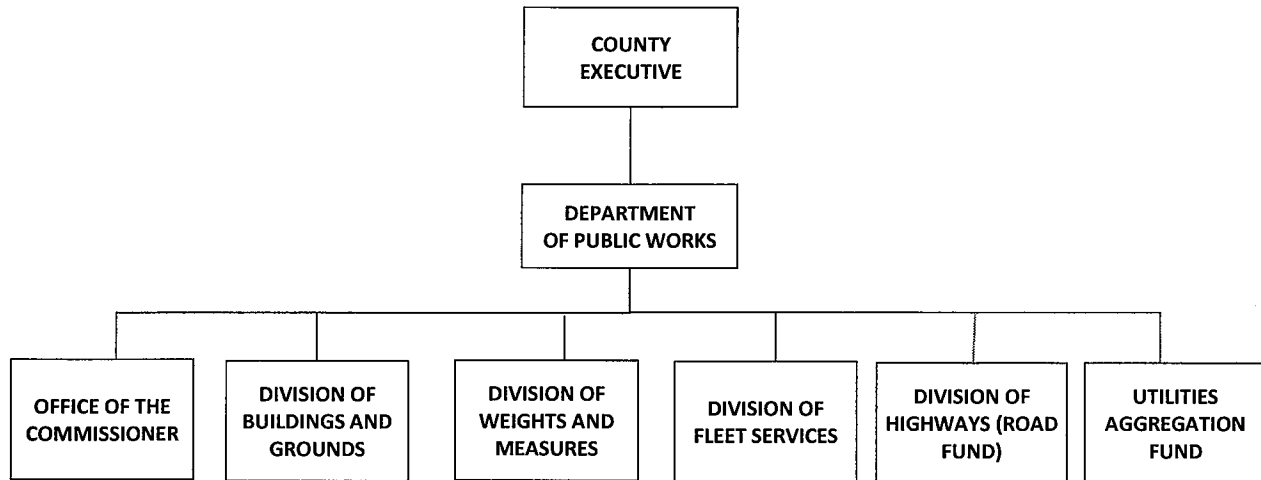 COUNTY
EXECUTIVE
DEPARTMENT
OF PUBLIC WORKS
OFFICE OF THE
COMMISSIONER
DIVISION OF
BUILDINGS AND
GROUNDS
DIVISION OF
WEIGHTS AND
MEASURES
DIVISION OF
FLEET SERVICES
DIVISION OF
HIGHWAYS (ROAD
FUND)
UTILITIES
AGGREGATION
FUND